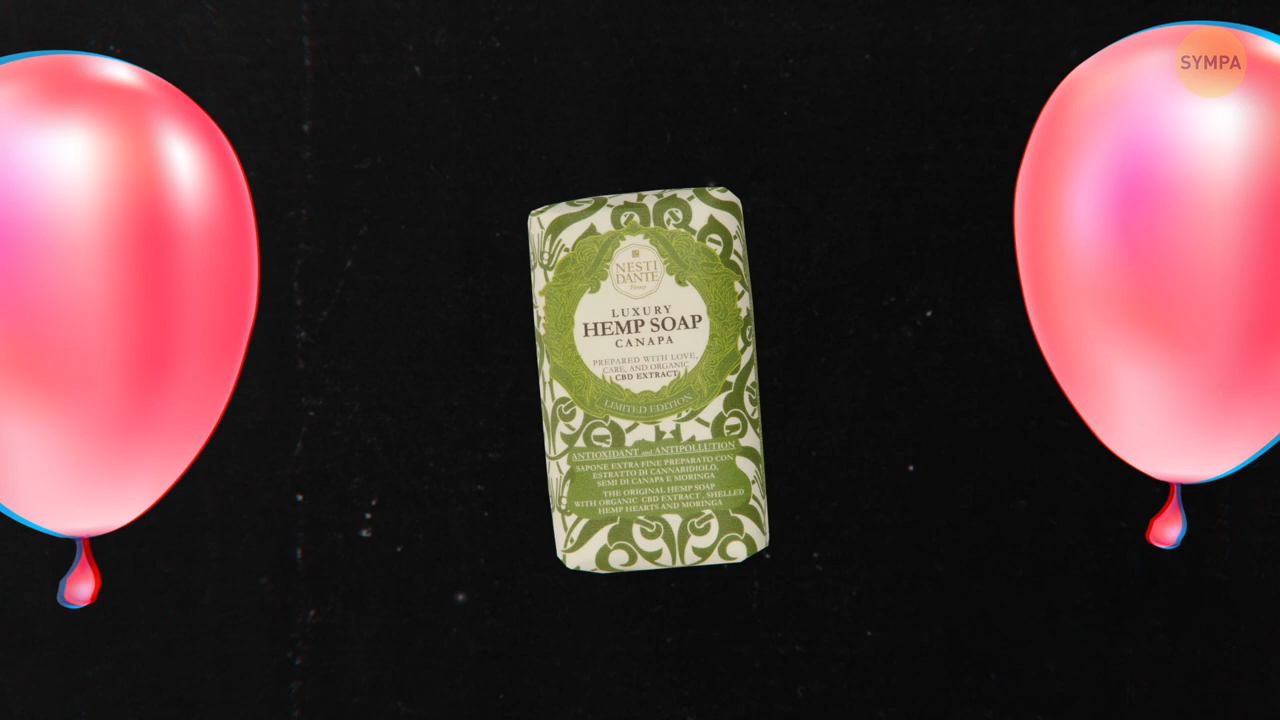 SYMPA
NESTI
DANTE
Firenze
LUXURY
HEMP SOAP
CANAPA
PREPARED WITH LOVE,
CARE, AND ORGANIC
CBD EXTRACT
LIMITED EDITION
ANTIOXIDANT and ANTIPOLLUTION
SAPONE EXTRA FINE PREPARATO CON
ESTRATTO DI CANNABIDIOLO,
SEMI DI CANAPA E MORINGA
THE ORIGINAL HEMP SOAP
WITH ORGANIC CBD EXTRACT, SHELLED
HEMP HEARTS AND MORINGA